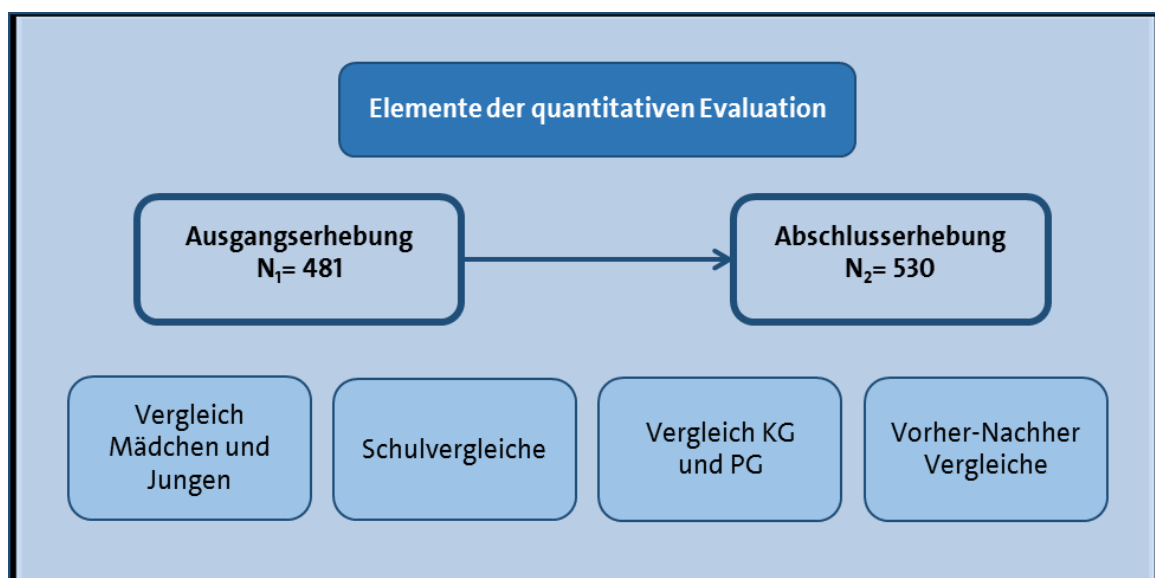 Elemente der quantitativen Evaluation
Ausgangserhebung
N₁= 481
Abschlusserhebung
N₂= 530
Vergleich
Mädchen und
Jungen
Schulvergleiche
Vergleich KG
und PG
Vorher-Nachher
Vergleiche